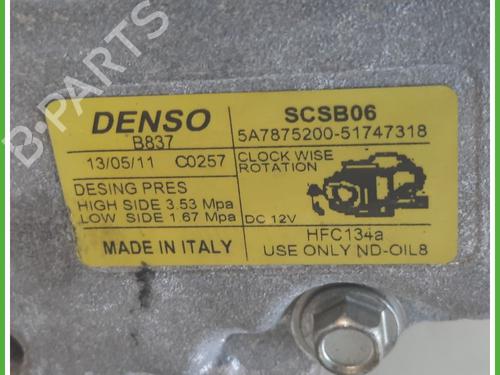 B-PARTS
DENSO
B837
SCSB06
5A7875200-51747318
13/05/11 C0257
CLOCK WISE
ROTATION
DESING PRES
HIGH SIDE 3.53 Mpa
LOW SIDE 1.67 Mpa
DC 12V
MADE IN ITALY
HFC134a
USE ONLY ND-OIL8